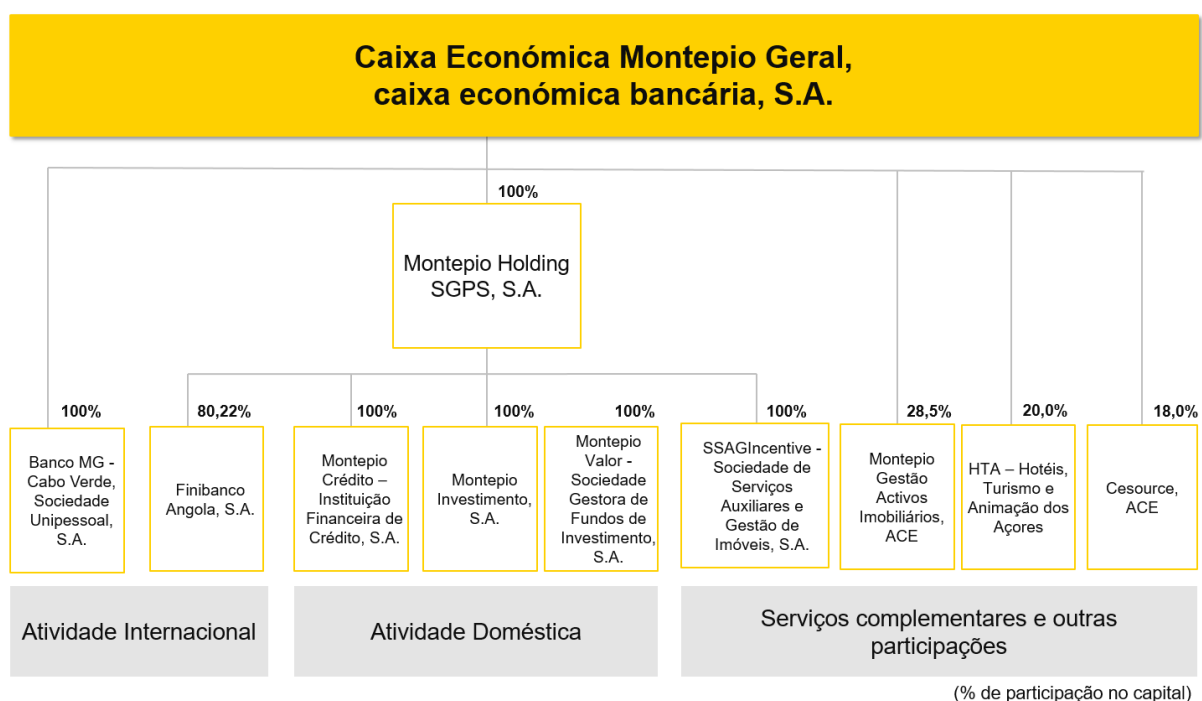 Caixa Económica Montepio Geral,
caixa económica bancária, S.A.
100%
Montepio Holding
SGPS, S.A.
100%
80,22%
100%
100%
100%
100%
28,5%
20,0%
18,0%
Banco MG -
Cabo Verde,
Sociedade
Unipessoal,
S.A.
Finibanco
Angola, S.A.
Montepio
Crédito –
Instituição
Financeira de
Crédito, S.A.
Montepio
Investimento,
S.A.
Montepio
Valor -
Sociedade
Gestora de
Fundos de
Investimento,
S.A.
SSAGIncentive -
Sociedade de
Serviços
Auxiliares e
Gestão de
Imóveis, S.A.
Montepio
Gestão
Activos
Imobiliários,
ACE
HTA – Hotéis,
Turismo e
Animação dos
Açores
Cesource,
ACE
Atividade Internacional
Atividade Doméstica
Serviços complementares e outras
participações
(% de participação no capital)